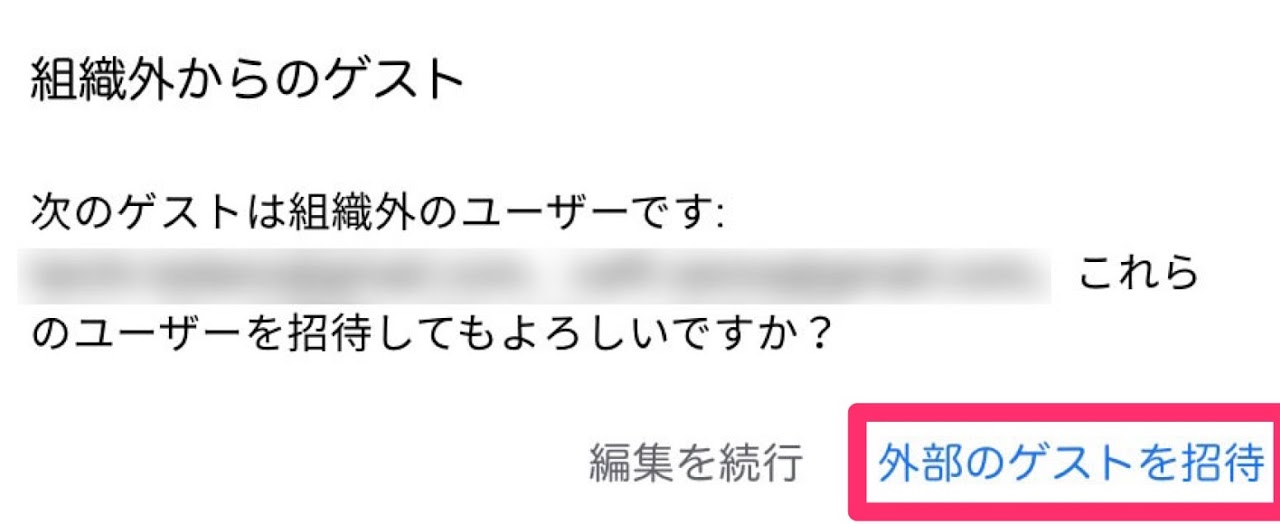 組織外からのゲスト
次のゲストは組織外のユーザーです:
これら
のユーザーを招待してもよろしいですか？
編集を続行 外部のゲストを招待